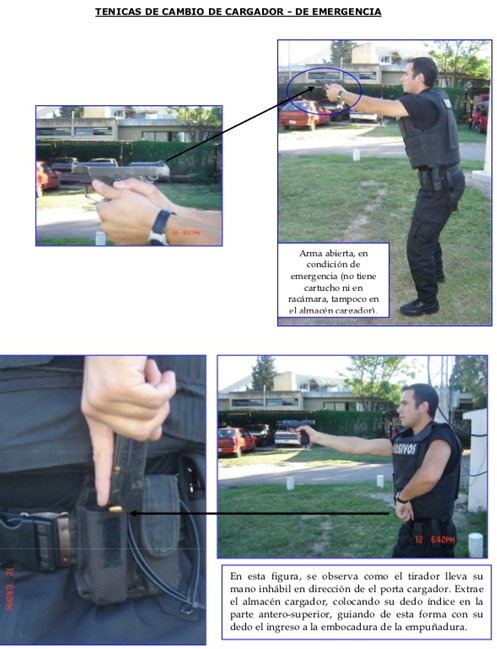 TENICAS DE CAMBIO DE CARGADOR – DE EMERGENCIA
Arma abierta, en
condición de
emergencia (no tiene
cartucho ni en
recámara, tampoco en
el almacén cargador).
OSIVOS
12 6:42PM
En esta figura, se observa como el tirador lleva su
mano inhábil en dirección de el porta cargador. Extrae
el almacén cargador, colocando su dedo índice en la
parte antero-superior, guiando de esta forma con su
dedo el ingreso a la embocadura de la empuñadura.